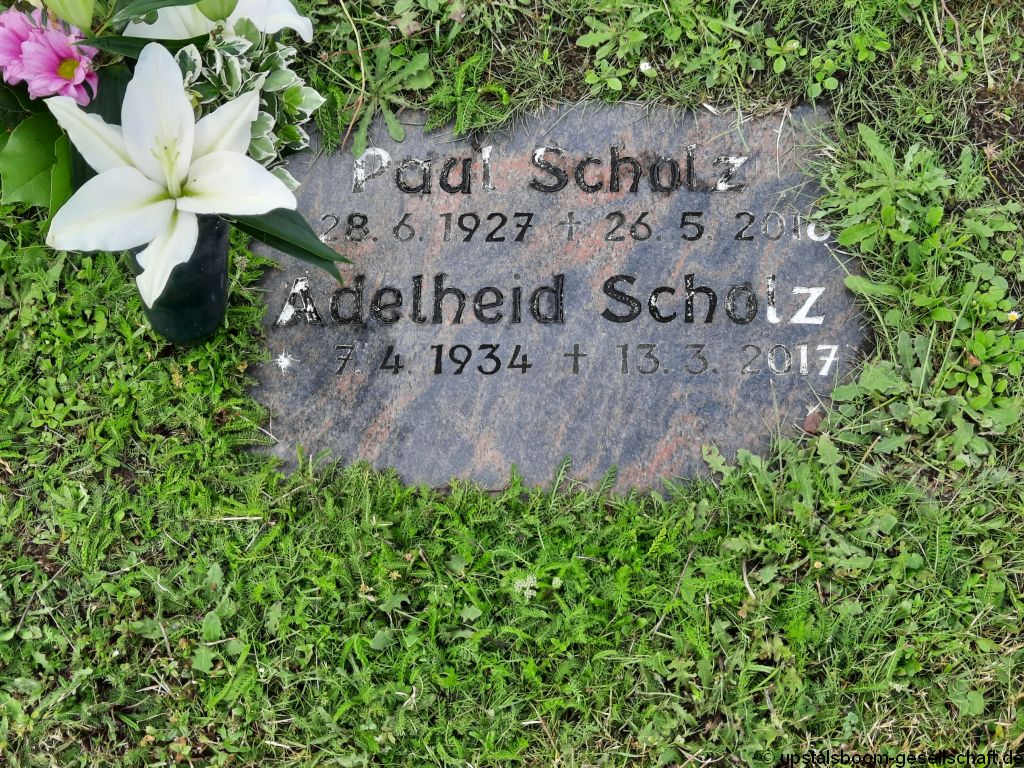 Paul Scholz
28. 6. 1927 † 26. 5. 2016
Adelheid Scholz
* 7. 4. 1934 † 13. 3. 2017
© upstalsboom-gesellschaft.de